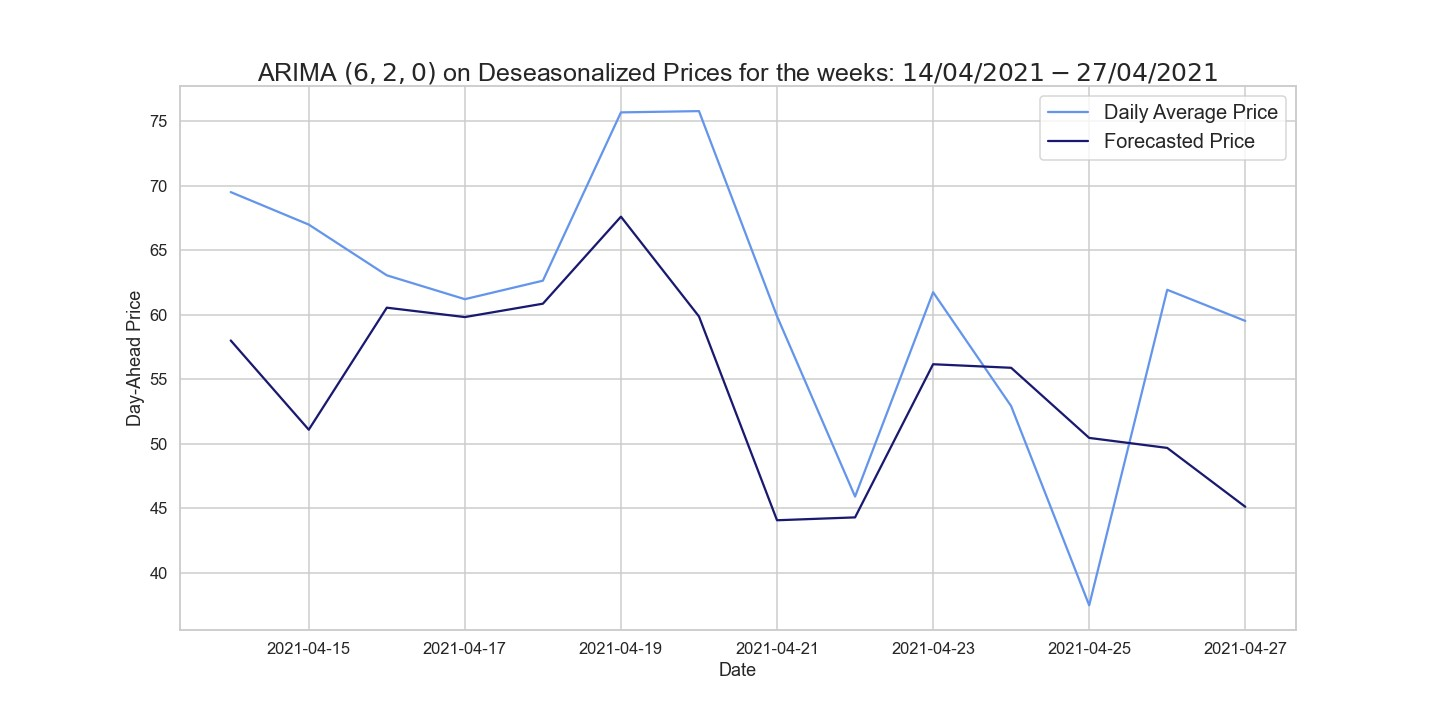 ARIMA (6, 2, 0) on Deseasonalized Prices for the weeks: 14/04/2021 − 27/04/2021
Daily Average Price
Forecasted Price
75
70
65
60
55
50
45
40
Day-Ahead Price
2021-04-15 2021-04-17 2021-04-19 2021-04-21 2021-04-23 2021-04-25 2021-04-27
Date